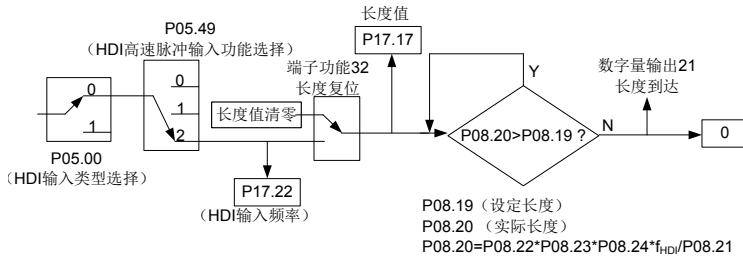 P05.49
（HDI高速脉冲输入功能选择）
0
1
P05.00
（HDI输入类型选择）
0
1
2
P17.22
（HDI输入频率）
长度值清零
端子功能32
长度复位
长度值
P17.17
Y
P08.20>P08.19 ?
N
数字量输出21
长度到达
0
P08.19（设定长度）
P08.20 （实际长度）
P08.20=P08.22*P08.23*P08.24*fHDI/P08.21